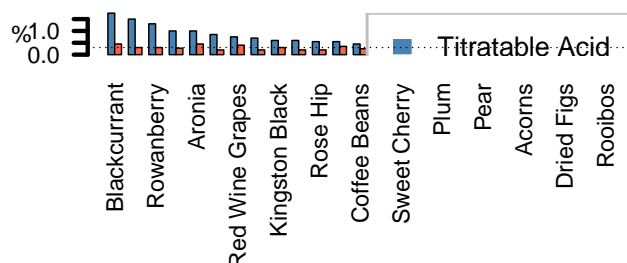 %
1.0
0.0
Titratable Acid
Blackcurrant
Rowanberry
Aronia
Red Wine Grapes
Kingston Black
Rose Hip
Coffee Beans
Sweet Cherry
Plum
Pear
Acorns
Dried Figs
Rooibos